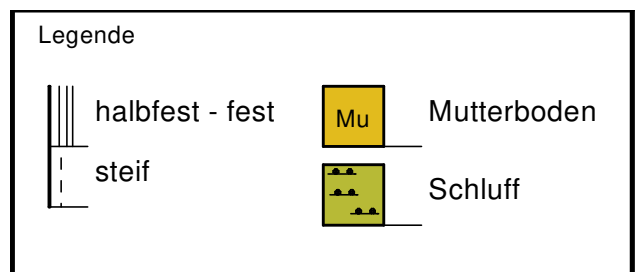 Legende
halbfest - fest
steif
Mu
Mutterboden
Schluff